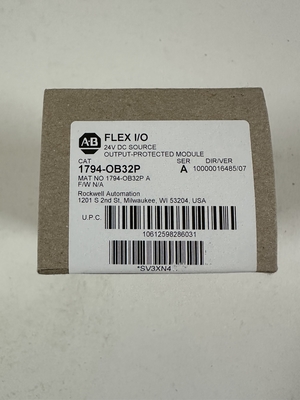 AB
FLEX I/O
24V DC SOURCE
OUTPUT-PROTECTED MODULE
CAT SER DIR/VER
1794-OB32P A 10000016485/07
MAT NO 1794-OB32P A
F/W N/A
Rockwell Automation
1201 S 2nd St, Milwaukee, WI 53204, USA
U.P.C.
10612598286031
*SV3XN4